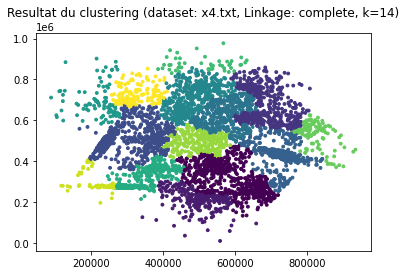 Resultat du clustering (dataset: x4.txt, Linkage: complete, k=14)
1e6
1.0
0.8
0.6
0.4
0.2
0.0
200000 400000 600000 800000